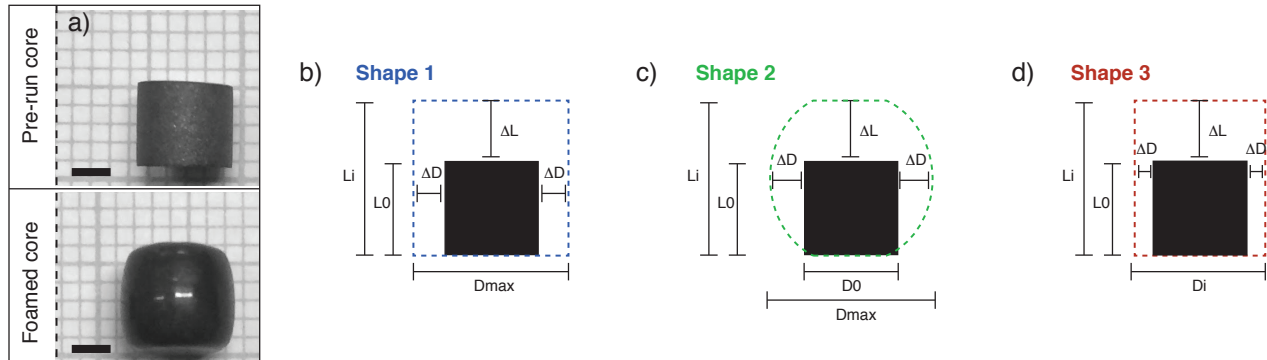 a)
Pre-run core
Foamed core
b) Shape 1
Li
L0
ΔL
ΔD
ΔD
Dmax
c) Shape 2
Li
L0
ΔL
ΔD
ΔD
D0
Dmax
d) Shape 3
Li
L0
ΔL
ΔD
ΔD
Di